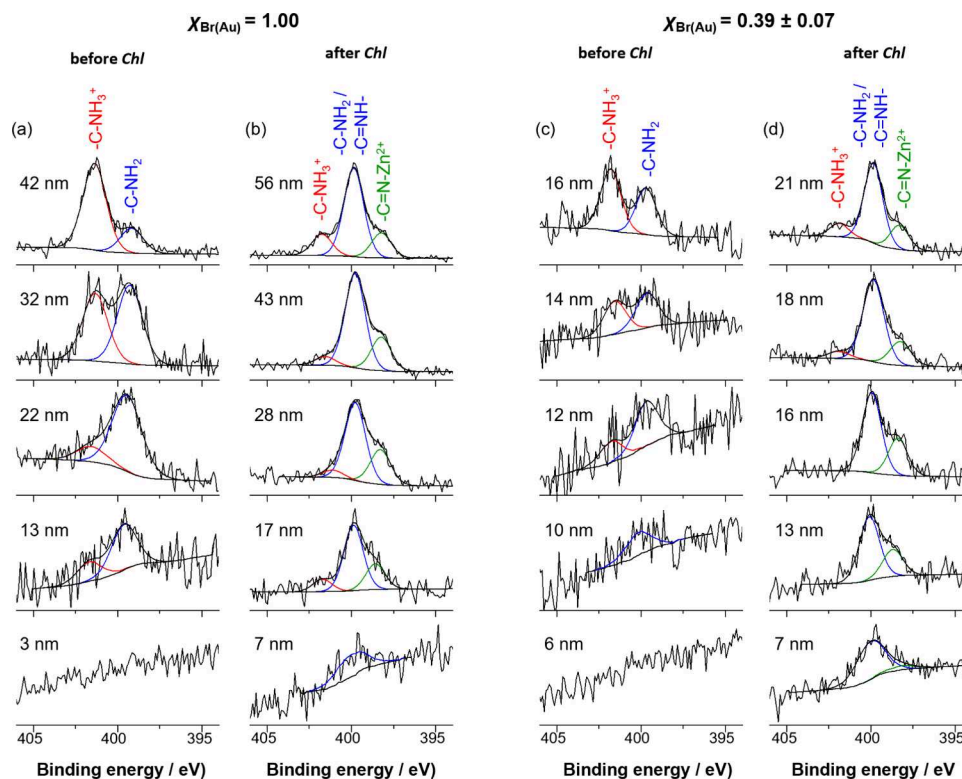 χBr(Au) = 1.00
χBr(Au) = 0.39 ± 0.07
before Chl
after Chl
before Chl
after Chl
(a)
-C-NH3+
-C-NH2
42 nm
32 nm
22 nm
13 nm
3 nm
405 400 395
Binding energy / eV)
(b)
-C-NH3+
-C-NH2 /
-C=NH-
-C=N-Zn2+
56 nm
43 nm
28 nm
17 nm
7 nm
405 400 395
Binding energy / eV)
(c)
-C-NH3+
-C-NH2
16 nm
14 nm
12 nm
10 nm
6 nm
405 400 395
Binding energy / eV)
(d)
-C-NH3+
-C-NH2 /
-C=NH-
-C=N-Zn2+
21 nm
18 nm
16 nm
13 nm
7 nm
405 400 395
Binding energy / eV)